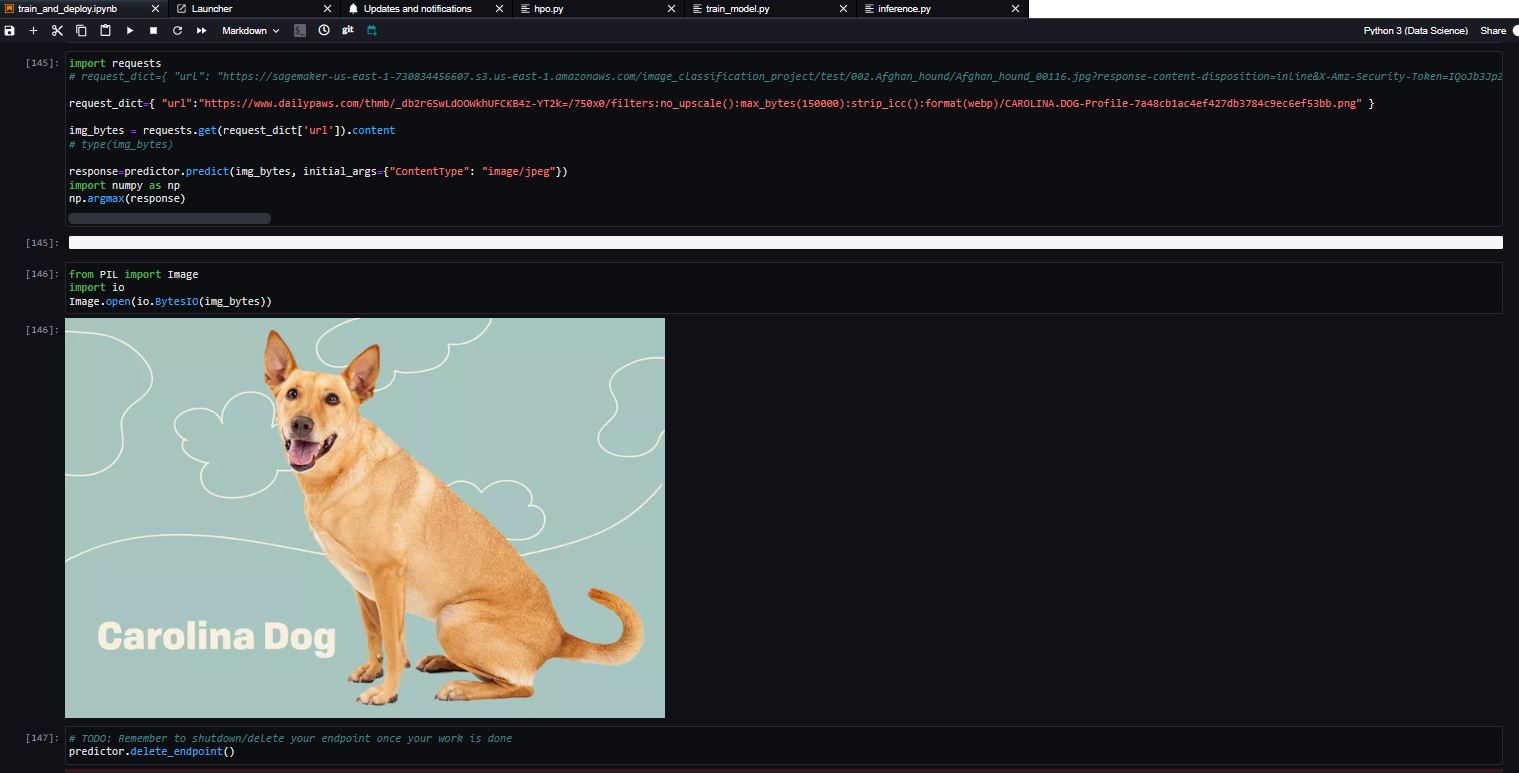 train_and_deploy.ipynb
Launcher
Updates and notifications
hpo.py
train_model.py
inference.py
Markdown
git
Python 3 (Data Science)
Share
[145]:
import requests
# request_dict={ "url": "https://sagemaker-us-east-1-730834456607.s3.us-east-1.amazonaws.com/image_classification_project/test/002.Afghan_hound/Afghan_hound_00116.jpg?response-content-disposition=inline&X-Amz-Security-Token=IQoJb3JpZ
request_dict={ "url":"https://www.dailypaws.com/thmb/_db2r6SwLdOOWkhUFCKB4z-YT2k=/750x0/filters:no_upscale():max_bytes(150000):strip_icc():format(webp)/CAROLINA.DOG-Profile-7a48cb1ac4ef427db3784c9ec6ef53bb.png" }
img_bytes = requests.get(request_dict['url']).content
# type(img_bytes)
response=predictor.predict(img_bytes, initial_args={"ContentType": "image/jpeg"})
import numpy as np
np.argmax(response)
[145]:
[146]:
from PIL import Image
import io
Image.open(io.BytesIO(img_bytes))
[146]:
Carolina Dog
[147]:
# TODO: Remember to shutdown/delete your endpoint once your work is done
predictor.delete_endpoint()